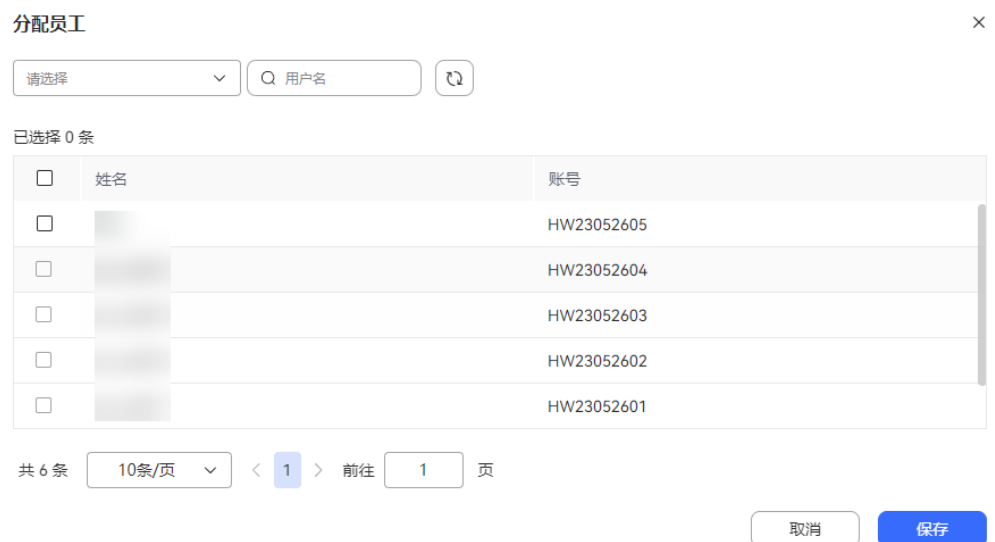 分配员工
请选择 用户名
已选择 0 条
姓名 账号
HW23052605
HW23052604
HW23052603
HW23052602
HW23052601
共 6 条 10条/页 1 前往 1 页
取消 保存